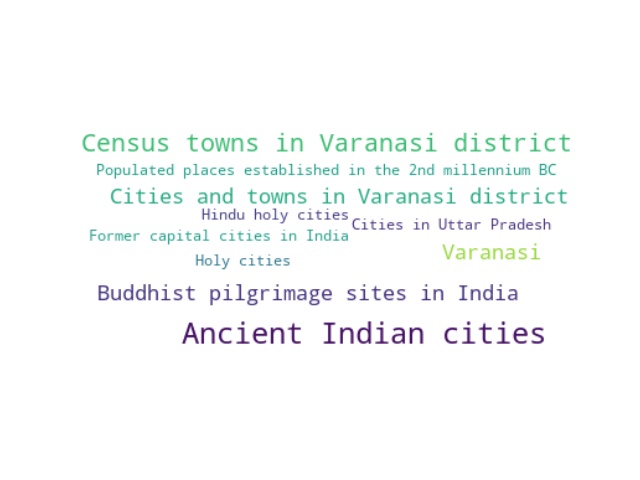 Census towns in Varanasi district
Populated places established in the 2nd millennium BC
Cities and towns in Varanasi district
Hindu holy cities
Cities in Uttar Pradesh
Former capital cities in India
Varanasi
Holy cities
Buddhist pilgrimage sites in India
Ancient Indian cities